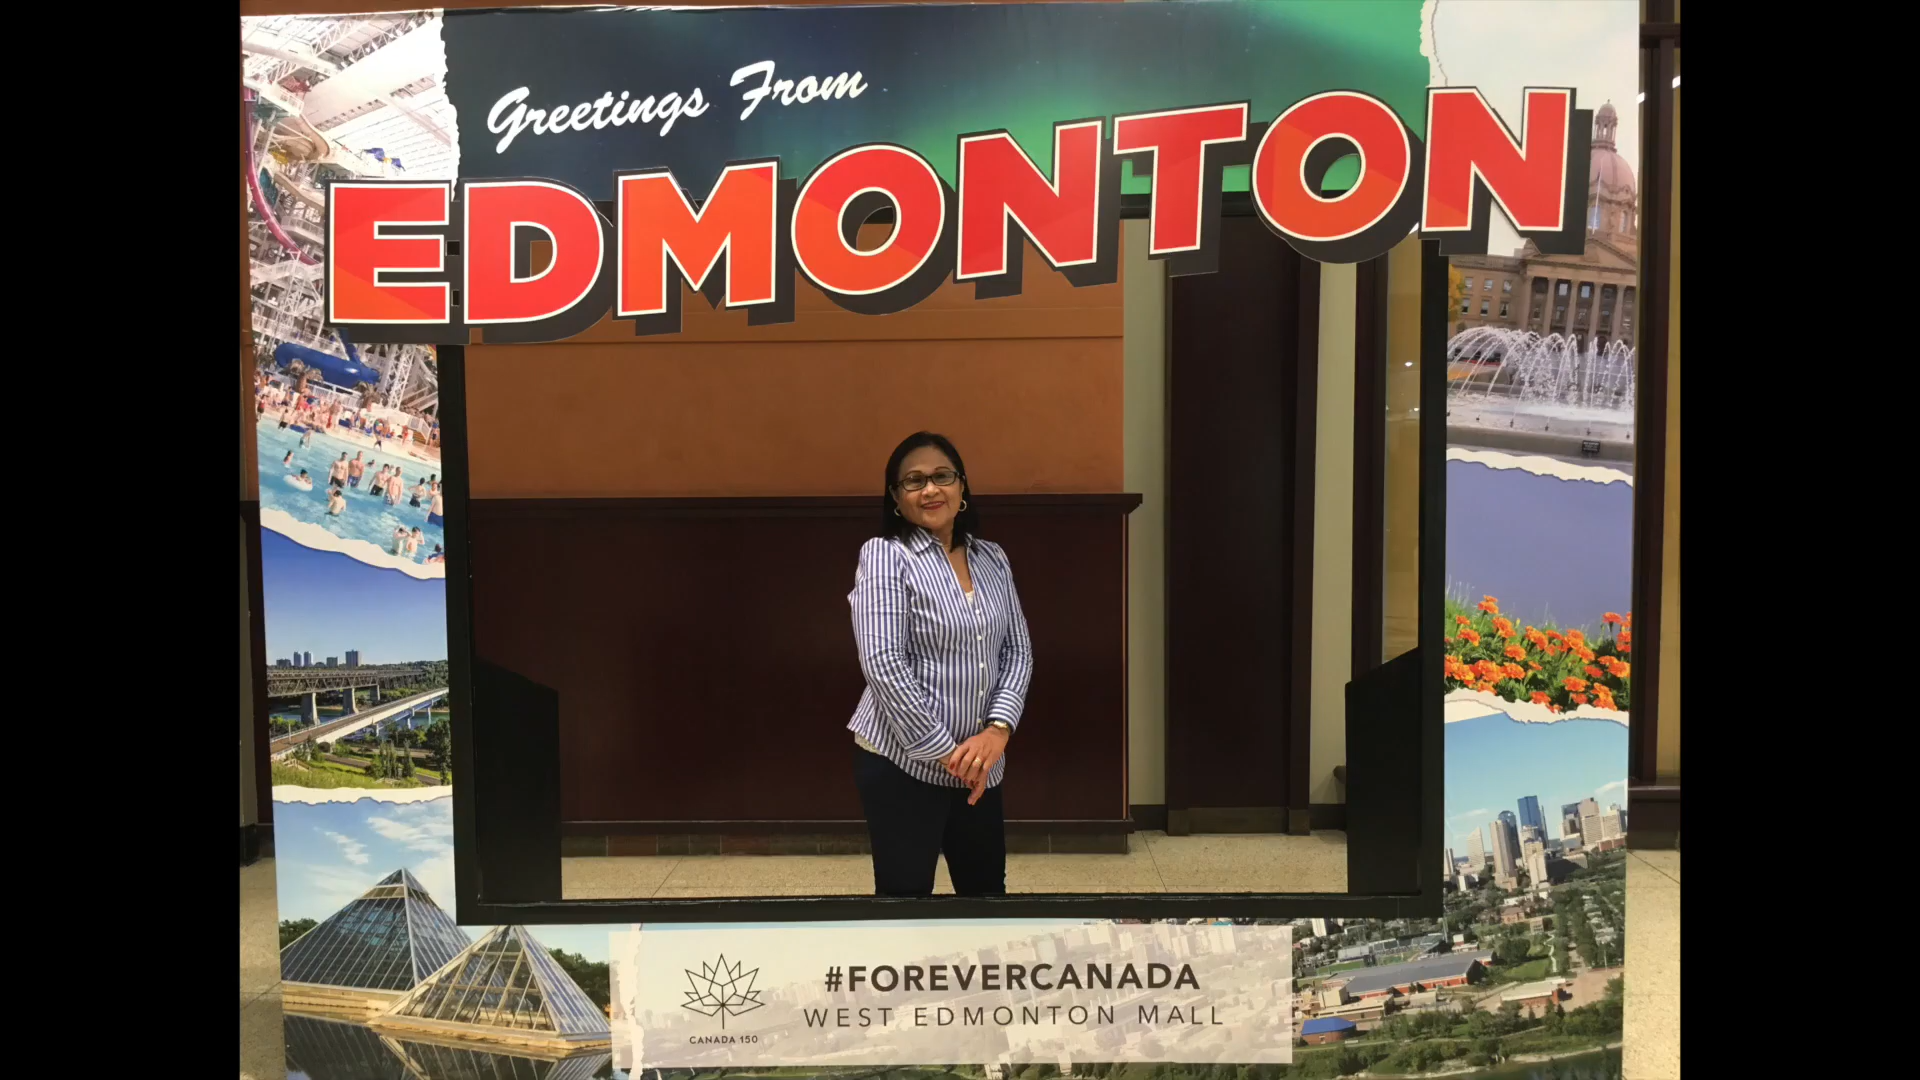 Greetings From
EDMONTON
#FOREVERCANADA
WEST EDMONTON MALL
CANADA 150